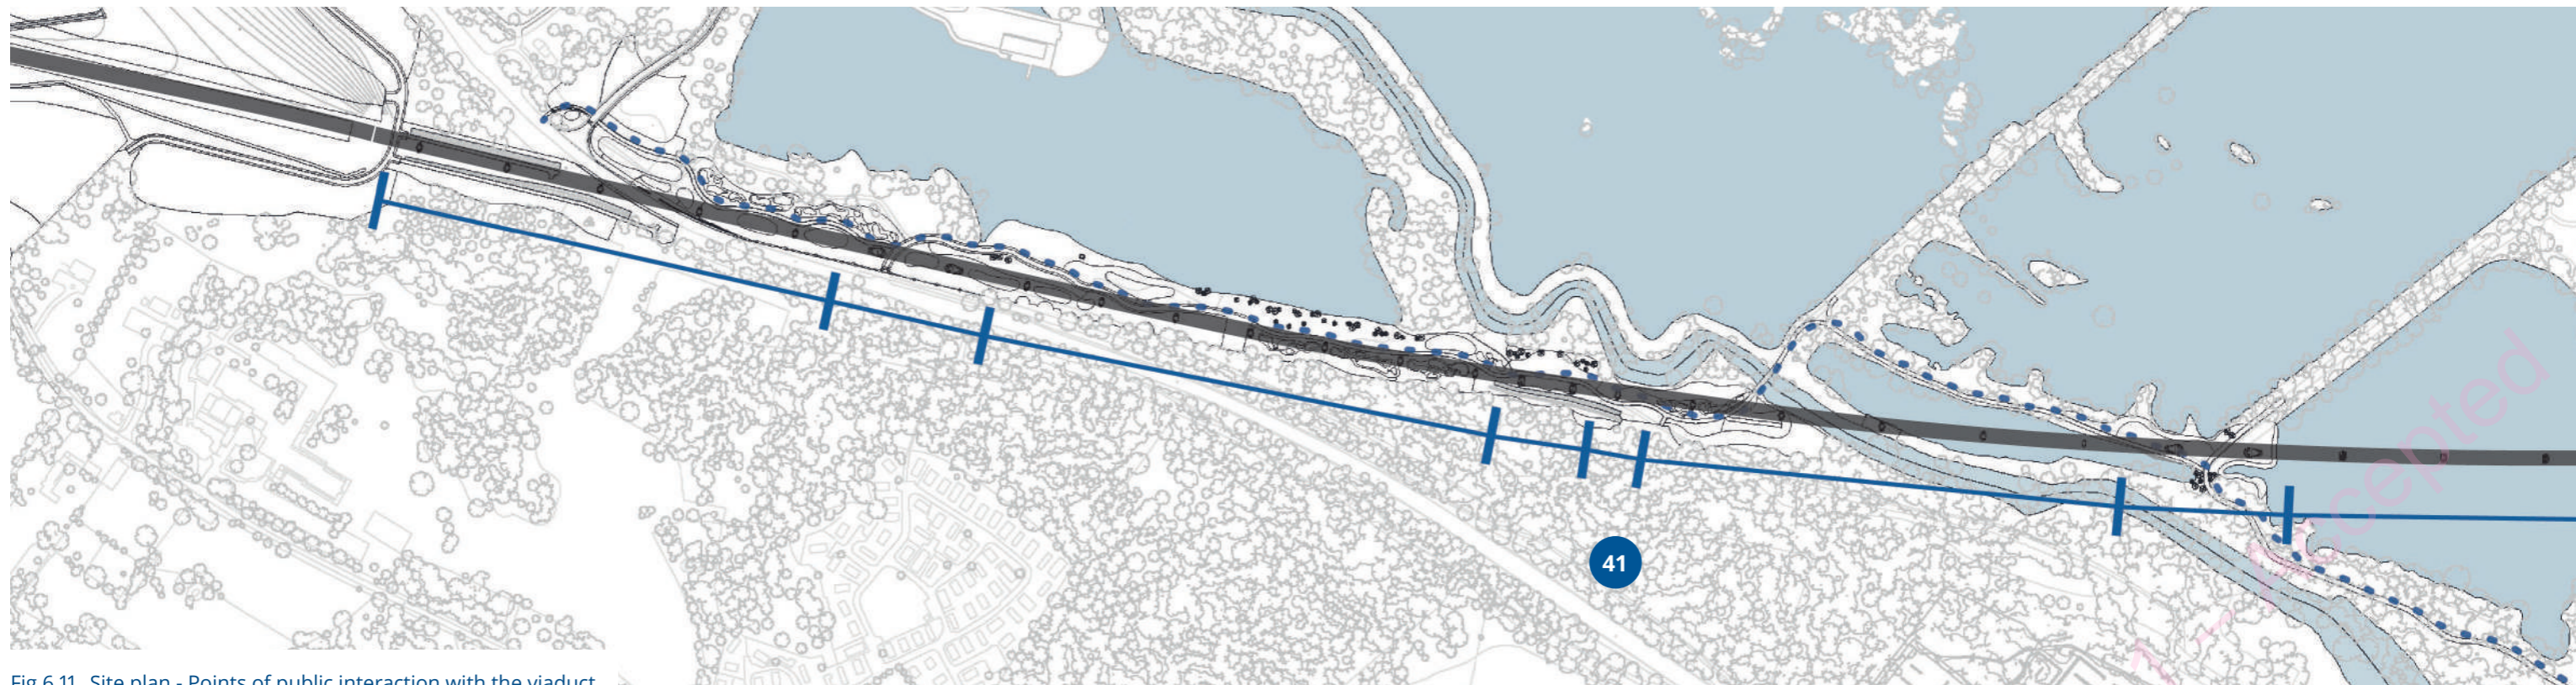 41
Fig 6.11 Site plan - Points of public interaction with the viaduct